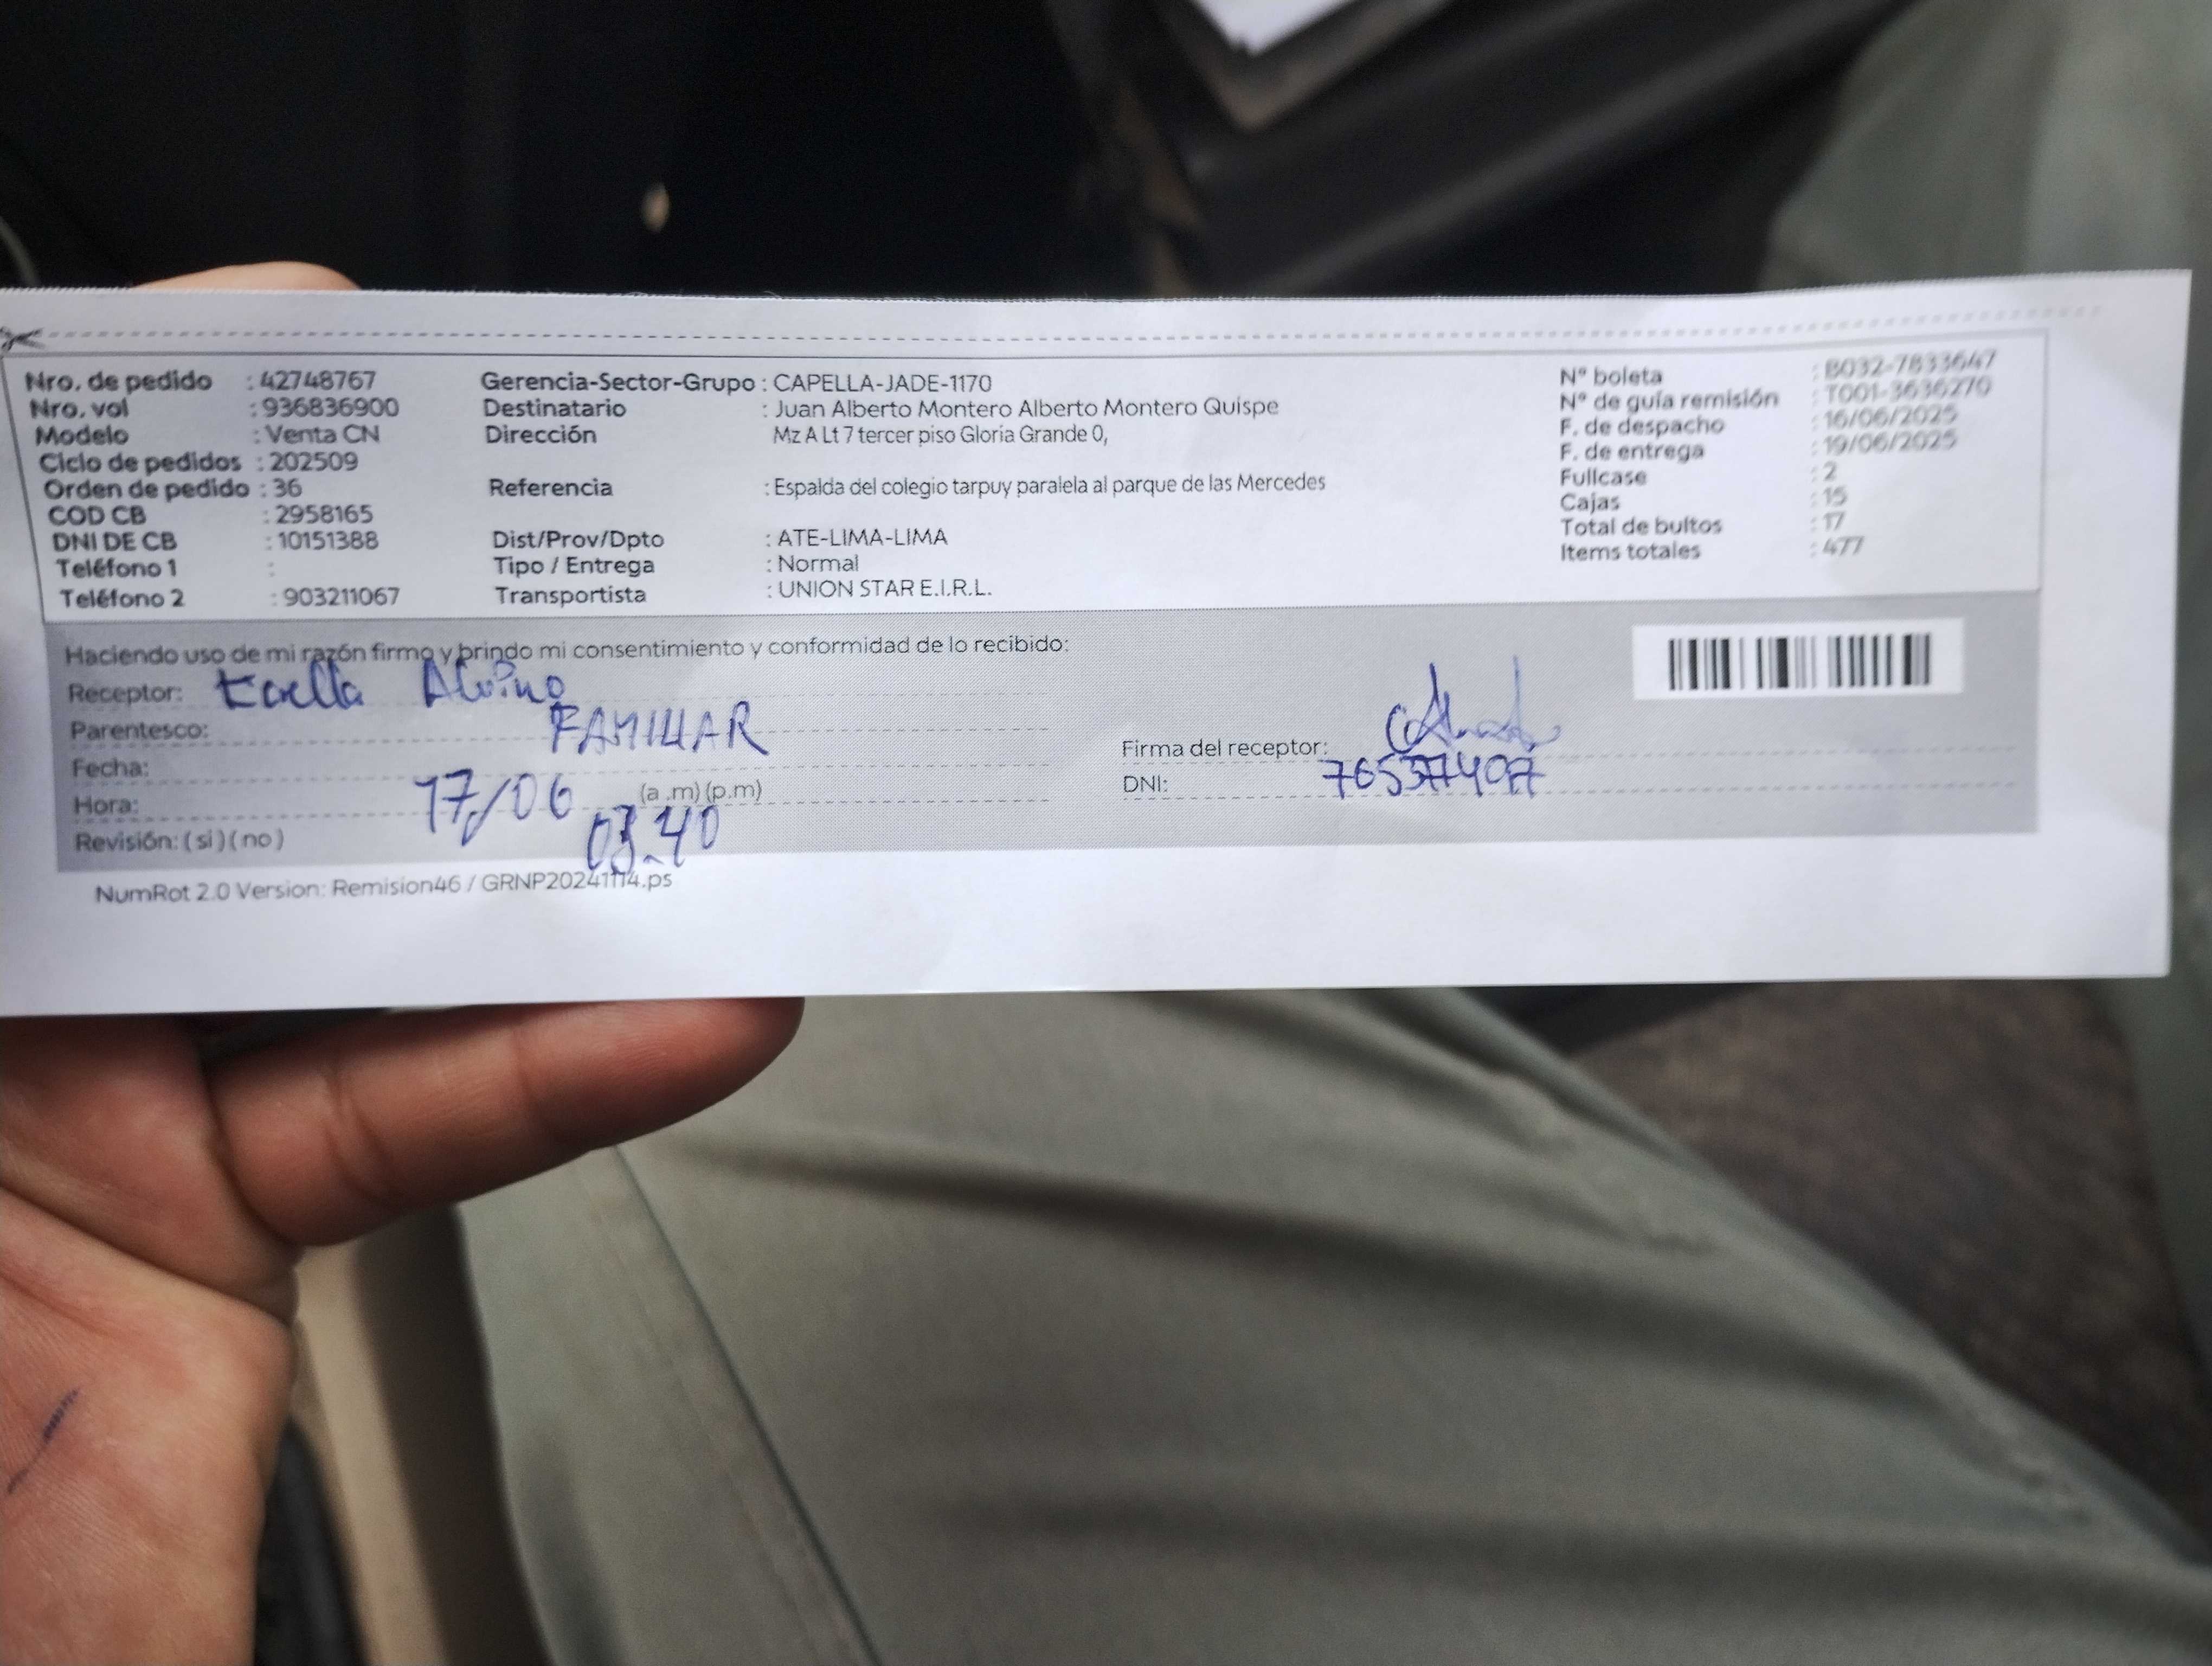 Nro. de pedido : 42748767 Gerencia-Sector-Grupo : CAPELLA-JADE-1170 N° boleta : B032-7833647
Nro. vol : 936836900 Destinatario : Juan Alberto Montero Alberto Montero Quispe N° de guía remisión : T001-3636270
Modelo : Venta CN Dirección Mz A Lt 7 tercer piso Gloria Grande 0, F. de despacho : 16/06/2025
Ciclo de pedidos : 202509 F. de entrega : 19/06/2025
Orden de pedido : 36 Referencia : Espalda del colegio tarpuy paralela al parque de las Mercedes Fullcase : 2
COD CB : 2958165 Cajas : 15
DNI DE CB : 10151388 Dist/Prov/Dpto : ATE-LIMA-LIMA Total de bultos : 17
Teléfono 1 : Tipo / Entrega : Normal Items totales : 477
Teléfono 2 : 903211067 Transportista : UNION STAR E.I.R.L.
Haciendo uso de mi razón firmo y brindo mi consentimiento y conformidad de lo recibido:
Receptor:
Parentesco: FAMILIAR
Firma del receptor:
Fecha: 17/06
DNI:
Hora: (a .m) (p.m) 03.40
Revisión: ( si ) ( no )
NumRot 2.0 Version: Remision46 / GRNP20241114.ps